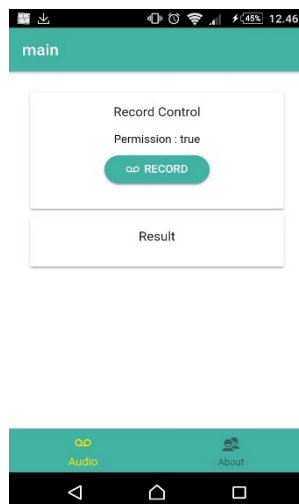 45% 12.46
main
Record Control
Permission : true
RECORD
Result
Audio
About